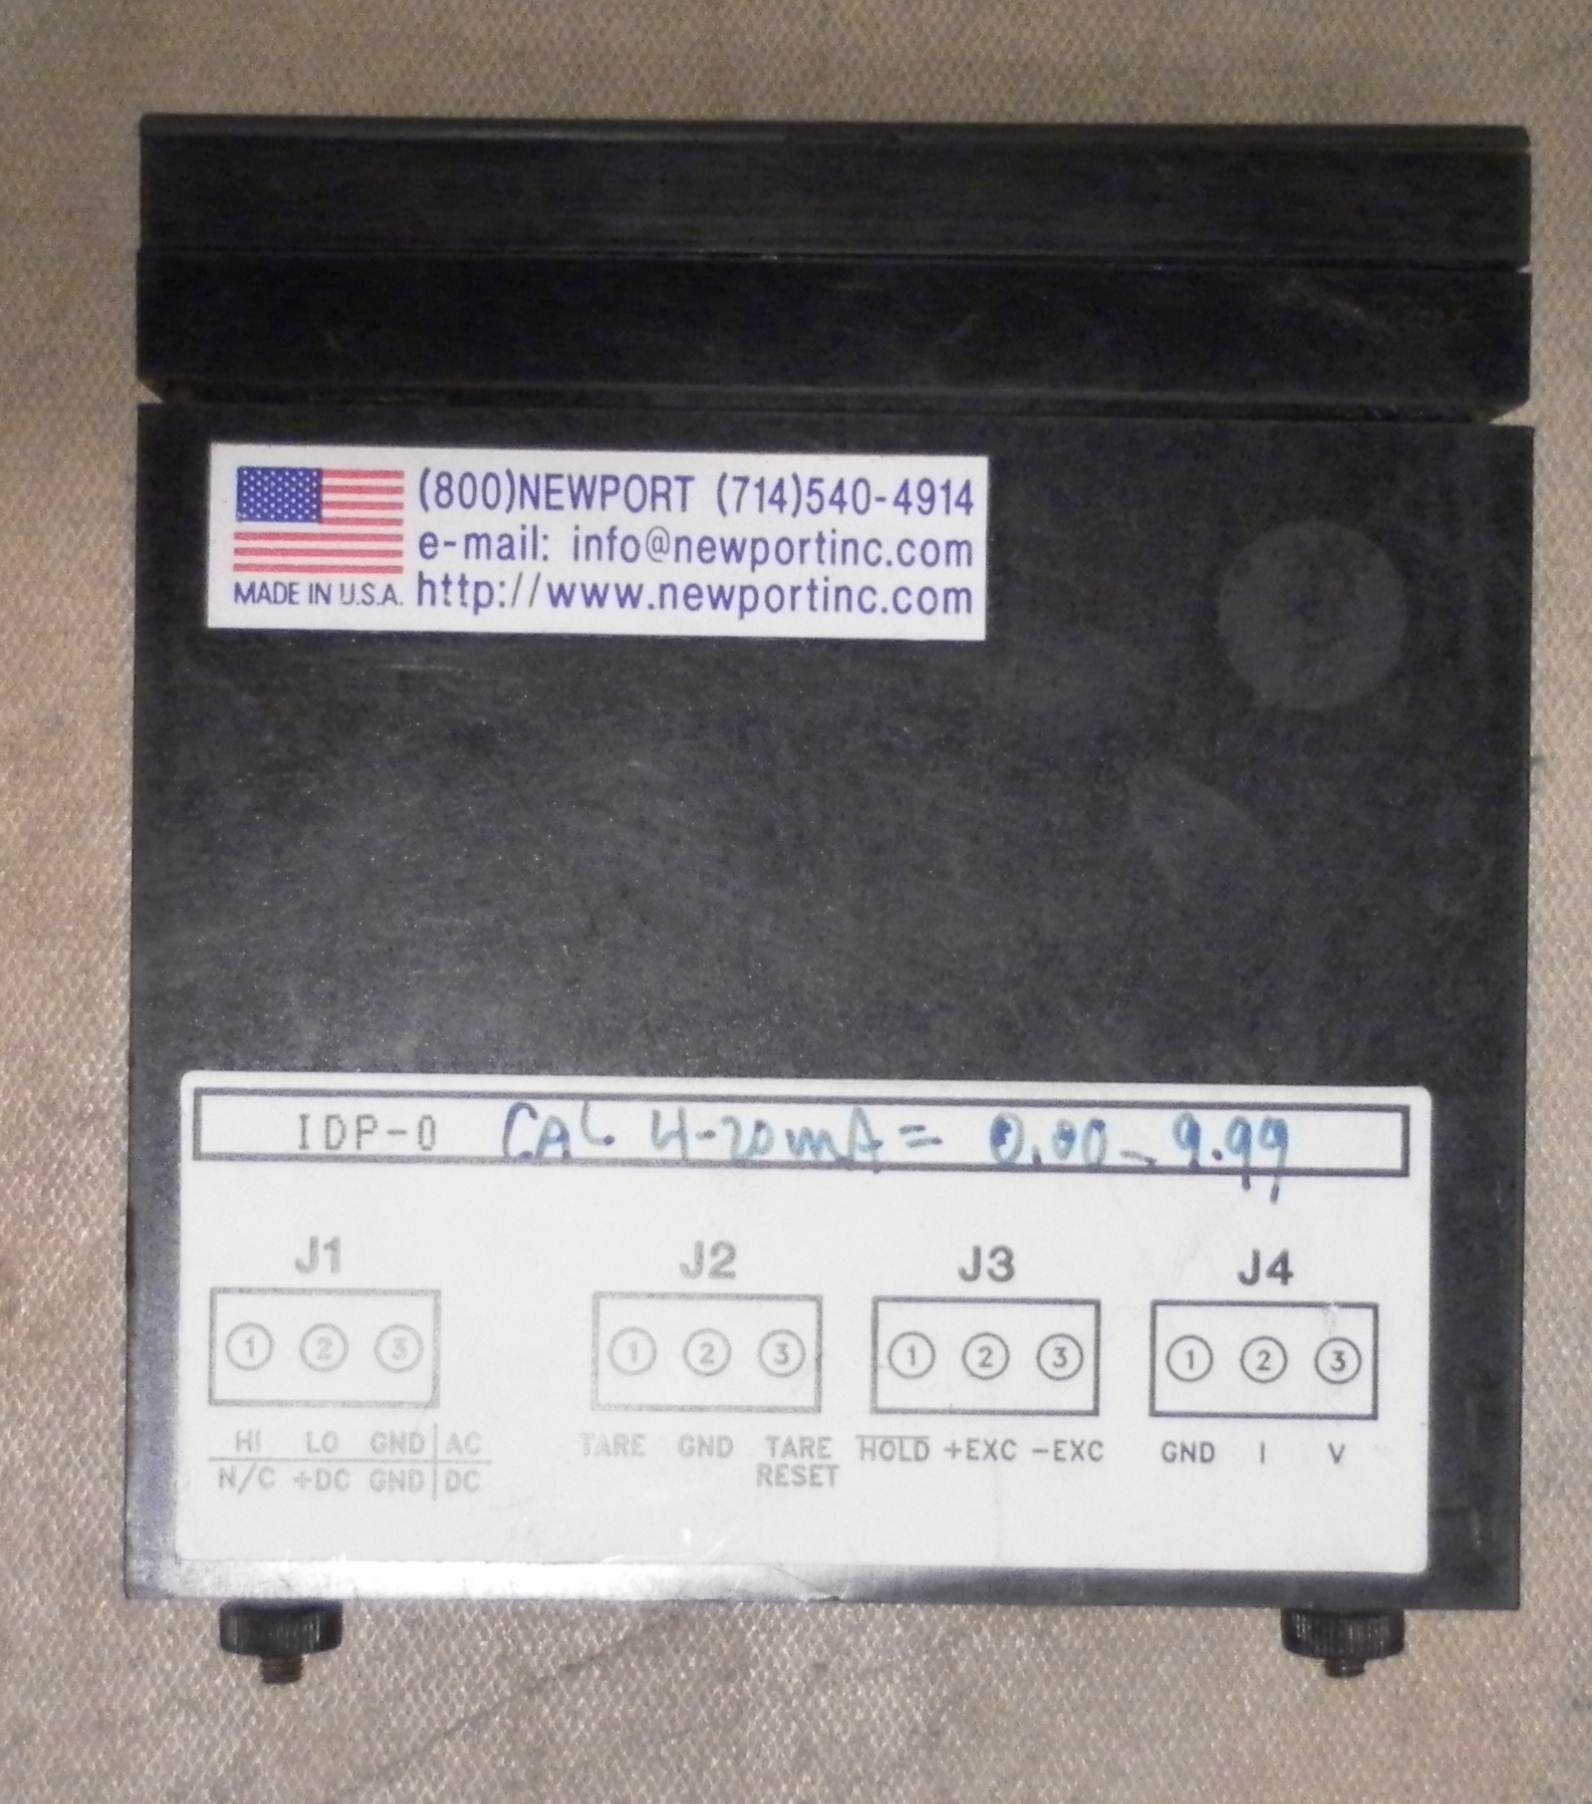 (800)NEWPORT (714)540-4914
e-mail: info@newportinc.com
MADE IN U.S.A. http://www.newportinc.com
IDP-0 CAL 4-20mA = 0.00 - 9.99
J1 J2 J3 J4
1 2 3 1 2 3 1 2 3 1 2 3
HI LO GND AC TARE GND TARE HOLD +EXC -EXC GND I V
N/C +DC GND DC RESET